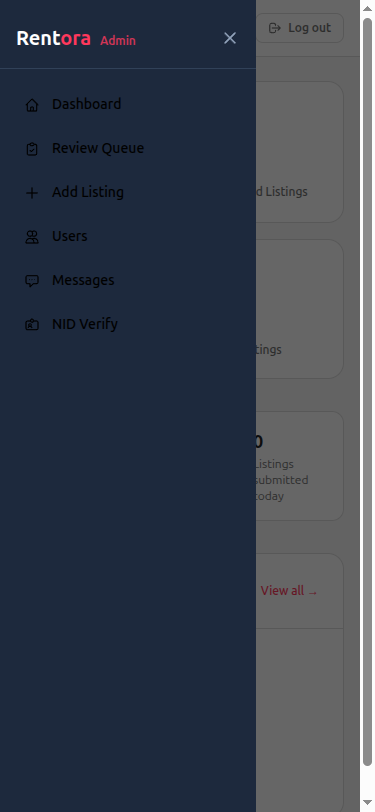 Rentora Admin
Log out
Dashboard
Review Queue
Add Listing
d Listings
Users
Messages
NID Verify
tings
0
Listings
submitted
today
View all →